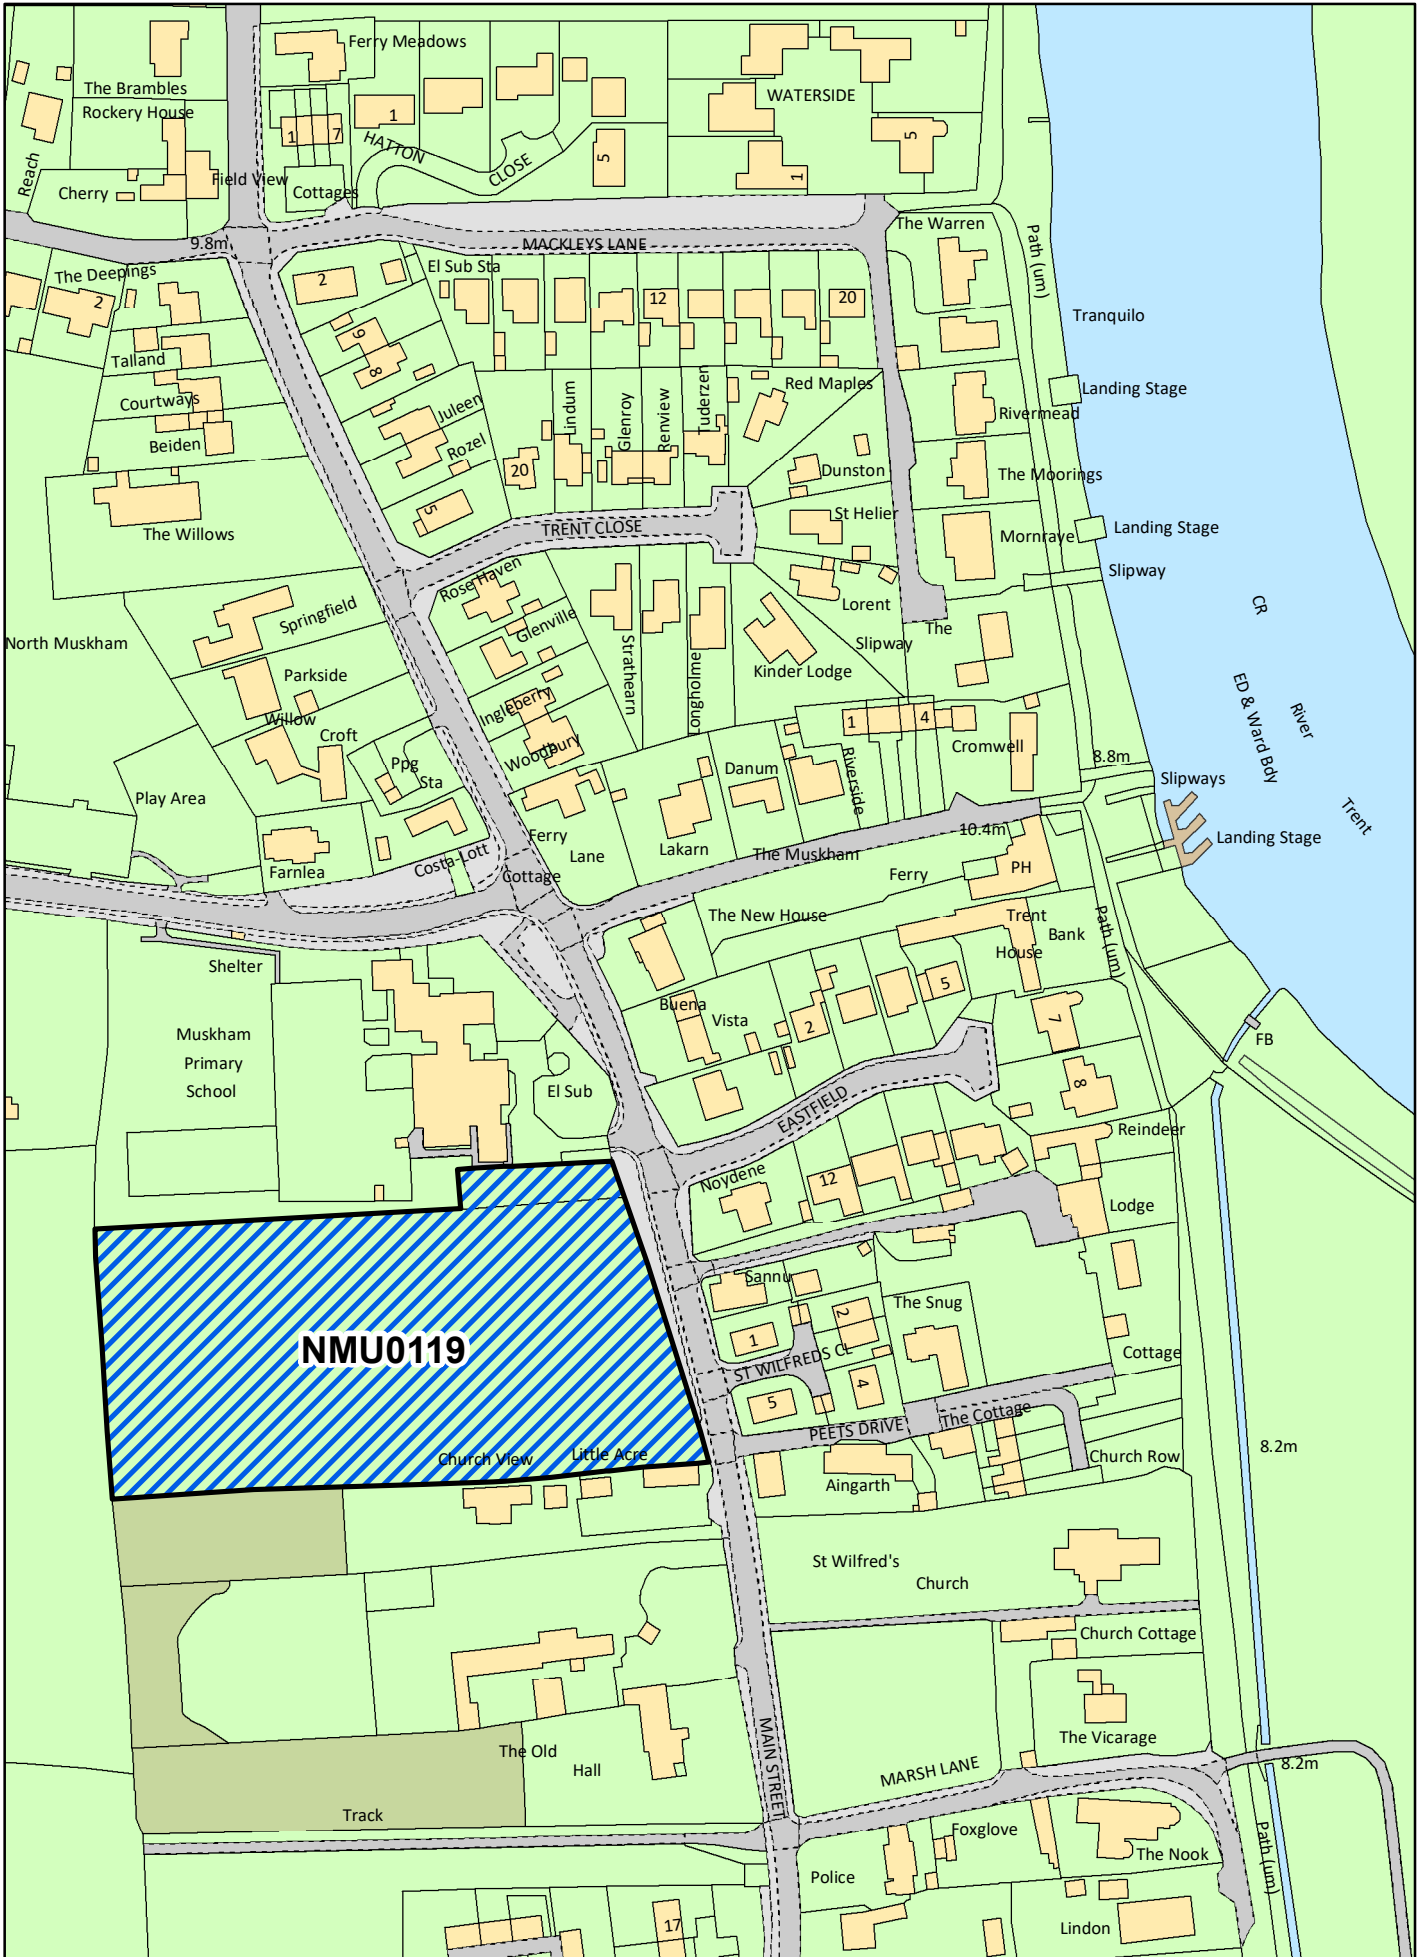 Ferry Meadows
The Brambles
Rockery House
WATERSIDE
1
1
7
HATTON
CLOSE
5
5
1
Reach
Cherry
Field View
Cottages
9.8m
MACKLEYS LANE
The Warren
Path (um)
The Deepings
2
2
El Sub Sta
12
20
Tranquilo
9
8
Talland
Courtways
Beiden
Juleen
Rozel
Lindum
Glenroy
Renview
Tuderzen
Red Maples
Landing Stage
Rivermead
20
5
Dunston
The Moorings
The Willows
TRENT CLOSE
St Helier
Mornraye
Landing Stage
Slipway
Rose Haven
Lorent
CR
Springfield
Glenville
Strathearn
Longholme
Slipway
The
North Muskham
Kinder Lodge
Parkside
Ingleberry
ED & Ward Bdy
River
Trent
Willow
Croft
Woodbury
1
4
Cromwell
8.8m
Ppg
Sta
Danum
Riverside
Slipways
Play Area
10.4m
Landing Stage
Ferry
Lane
Lakarn
The Muskham
Ferry
PH
Farnlea
Costa-Lott
Cottage
The New House
Trent
House
Bank
Path (um)
Shelter
Buena
Vista
2
5
7
Muskham
Primary
School
FB
El Sub
8
EASTFIELD
Reindeer
Noydene
12
Lodge
Sannu
The Snug
1
2
NMU0119
ST WILFREDS CL
Cottage
4
5
PEETS DRIVE
The Cottage
8.2m
Church View
Little Acre
Church Row
Aingarth
St Wilfred's
Church
Church Cottage
MAIN STREET
The Vicarage
The Old
Hall
MARSH LANE
8.2m
Track
Foxglove
The Nook
Path (um)
Police
17
Lindon